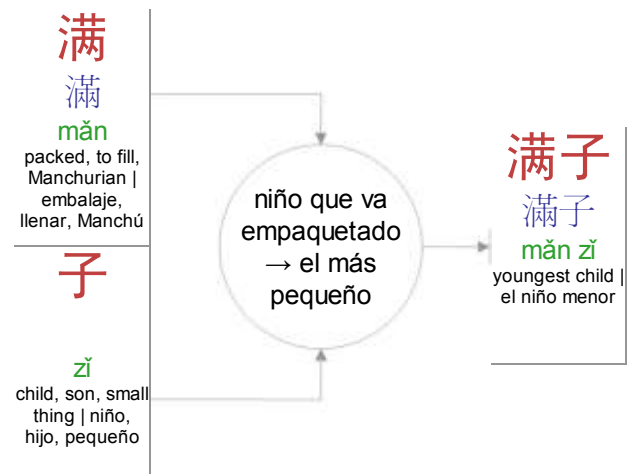 满
滿
mǎn
packed, to fill,
Manchurian |
embalaje,
llenar, Manchú
子
zǐ
child, son, small
thing | niño,
hijo, pequeño
niño que va
empaquetado
→ el más
pequeño
满子
滿子
mǎn zǐ
youngest child |
el niño menor